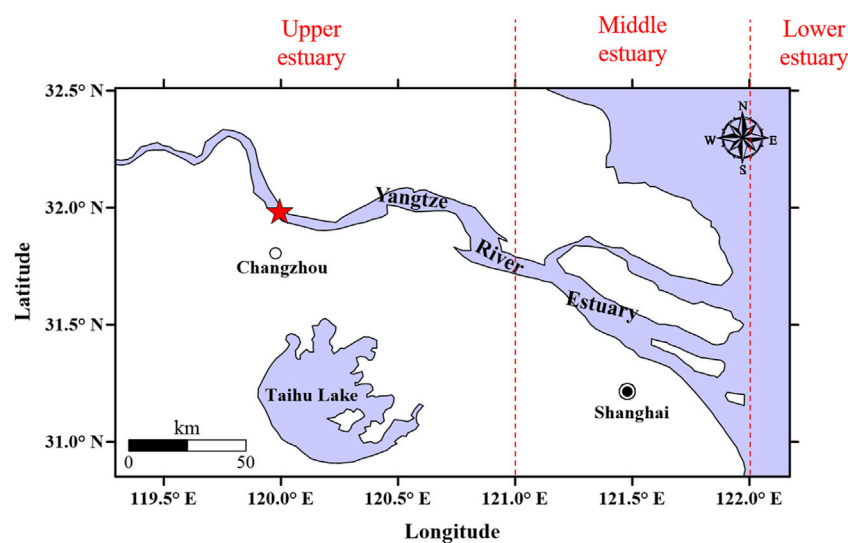 Upper
estuary
Middle
estuary
Lower
estuary
32.5° N
32.0° N
31.5° N
31.0° N
Latitude
N
W
E
S
Yangtze
River
Estuary
Changzhou
Taihu Lake
Shanghai
km
0
50
119.5° E
120.0° E
120.5° E
121.0° E
121.5° E
122.0° E
Longitude